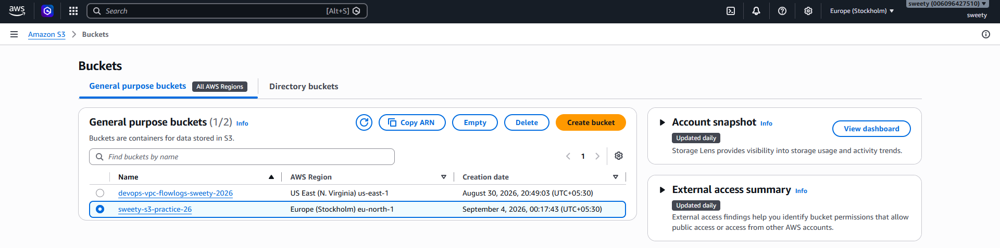 aws
Search [Alt+S]
Europe (Stockholm)
sweety (006096427510)
sweety
Amazon S3 Buckets
Buckets
General purpose buckets All AWS Regions Directory buckets
General purpose buckets (1/2) Info
Copy ARN Empty Delete Create bucket
Buckets are containers for data stored in S3.
Find buckets by name
1
Name AWS Region Creation date
devops-vpc-flowlogs-sweety-2026 US East (N. Virginia) us-east-1 August 30, 2026, 20:49:03 (UTC+05:30)
sweety-s3-practice-26 Europe (Stockholm) eu-north-1 September 4, 2026, 00:17:43 (UTC+05:30)
Account snapshot Info
View dashboard
Updated daily
Storage Lens provides visibility into storage usage and activity trends.
External access summary Info
Updated daily
External access findings help you identify bucket permissions that allow
public access or access from other AWS accounts.